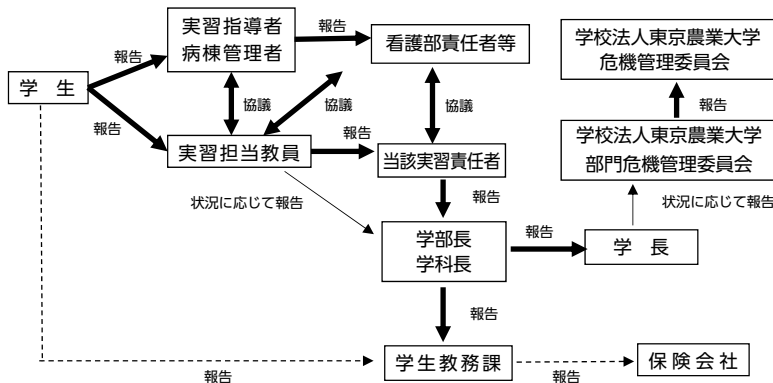 実習指導者
病棟管理者
報告
看護部責任者等
学校法人東京農業大学
危機管理委員会
報告
学　生
協議
協議
協議
報告
報告
報告
実習担当教員
当該実習責任者
学校法人東京農業大学
部門危機管理委員会
状況に応じて報告
報告
状況に応じて報告
学部長
学科長
報告
学　長
報告
学生教務課
保険会社
報告
報告